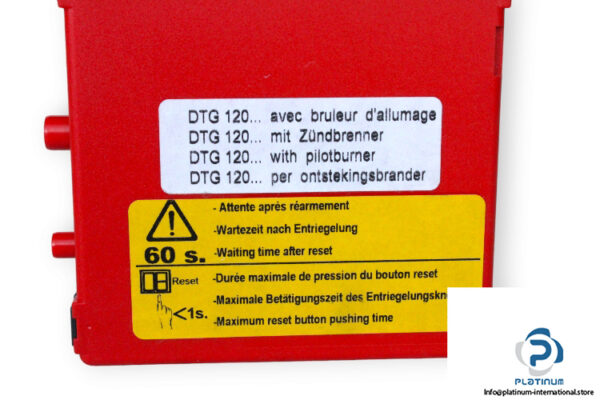 DTG 120... avec bruleur d'allumage
DTG 120... mit Zündbrenner
DTG 120... with pilotburner
DTG 120... per ontstekingsbrander
- Attente après réarmement
- Wartezeit nach Entriegelung
60 s. - Waiting time after reset
Reset - Durée maximale de pression du bouton reset
- Maximale Betätigungszeit des Entriegelungskn
<1s. - Maximum reset button pushing time
PLATINUM
Info@platinum-international.store